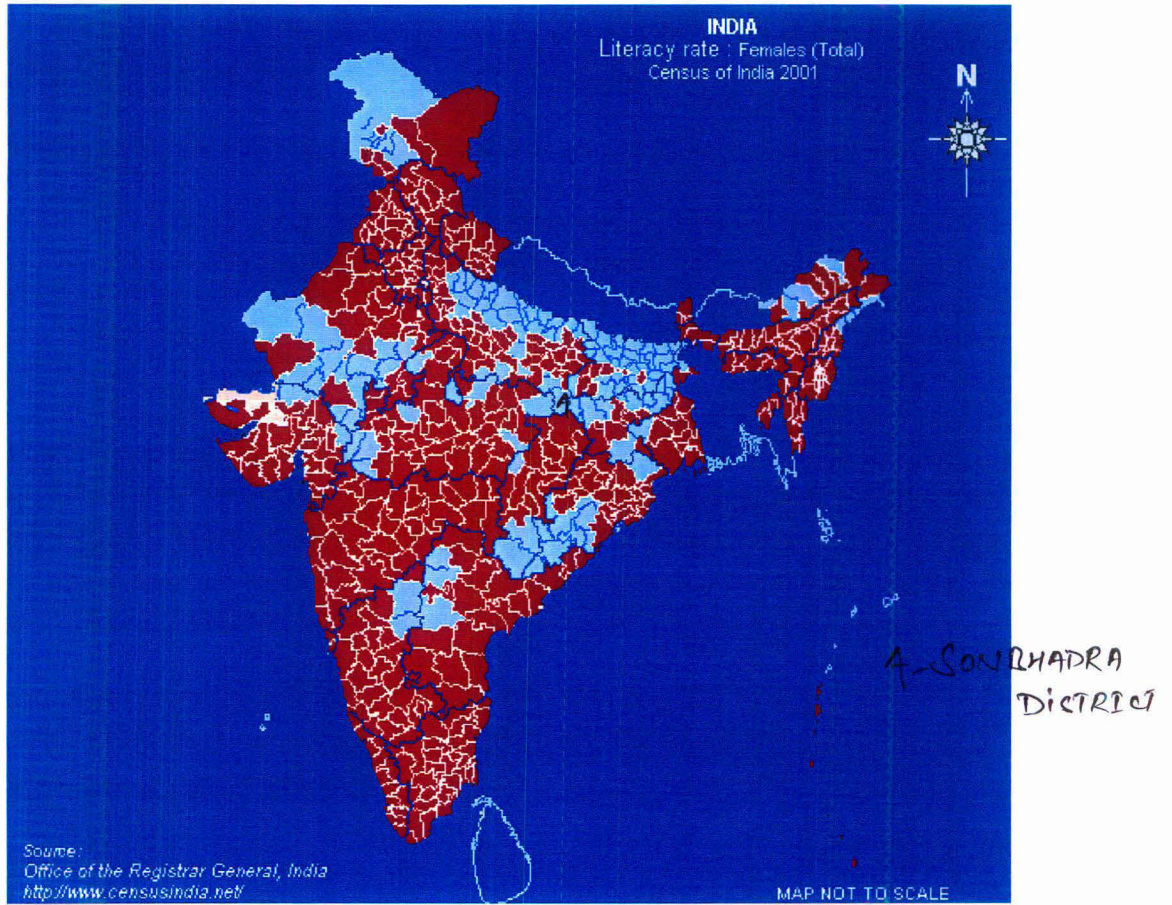 INDIA
Literacy rate : Females (Total)
Census of India 2001
N
A
A - SONBHADRA
DISTRICT
Source:
Office of the Registrar General, India
http://www.censusindia.net/
MAP NOT TO SCALE